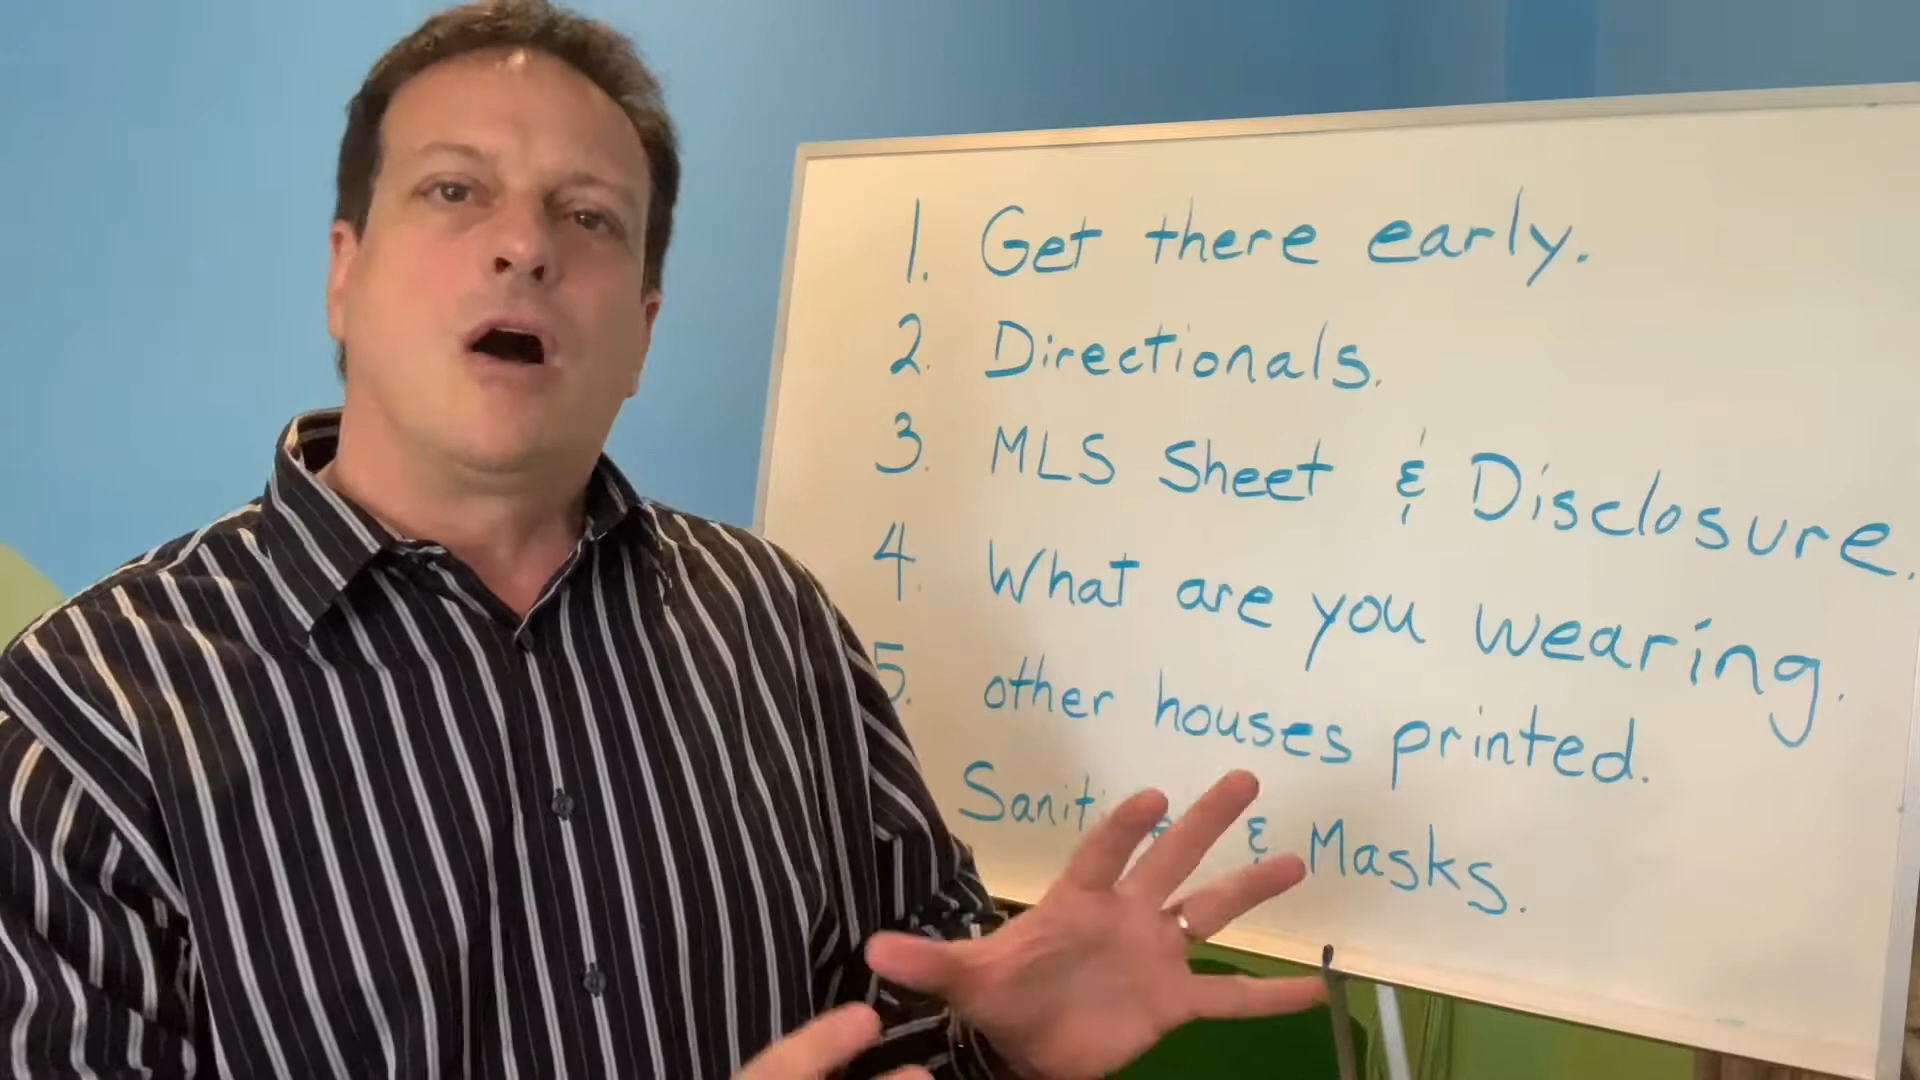 1. Get there early.
2. Directionals.
3. MLS Sheet & Disclosure.
4. What are you wearing.
5. other houses printed.
& Masks.